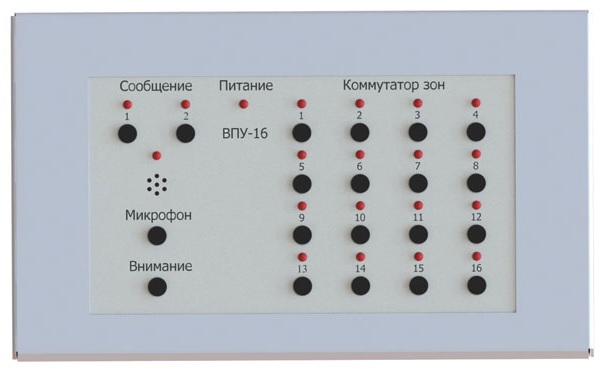 Сообщение Питание Коммутатор зон
1 2 1 2 3 4
ВПУ-16
5 6 7 8
Микрофон
9 10 11 12
Внимание
13 14 15 16